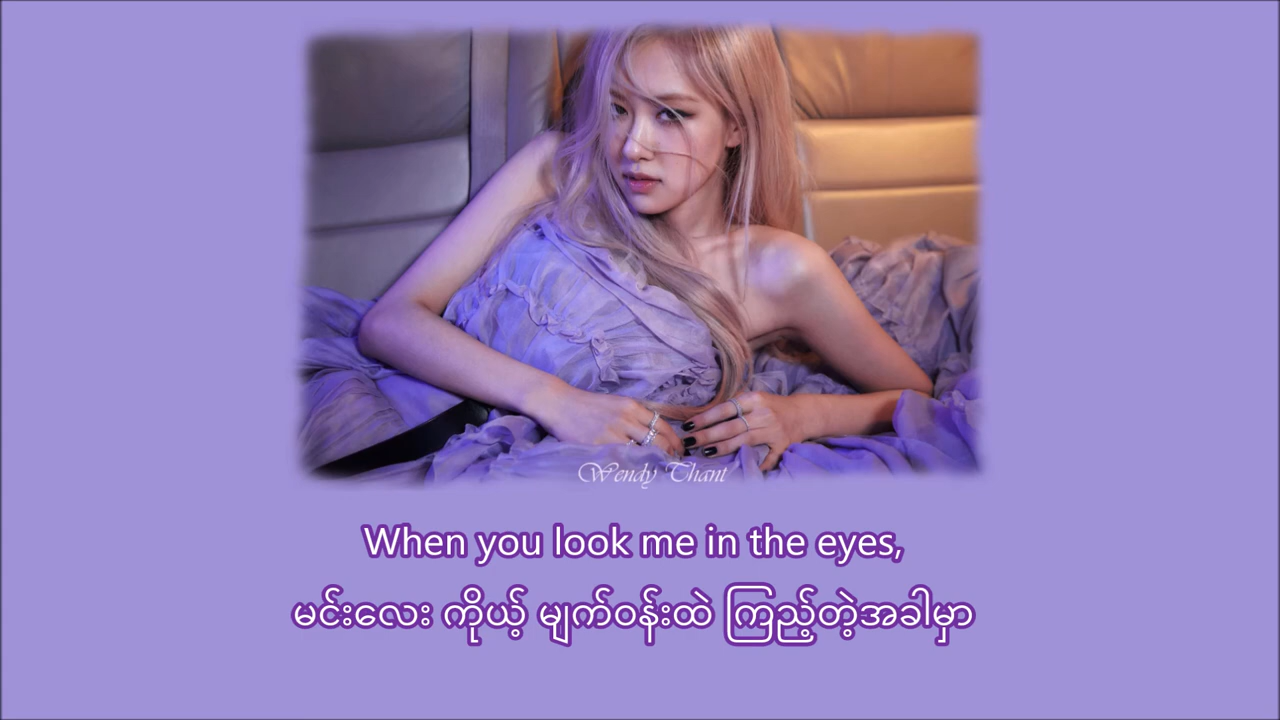 Wendy Thant
When you look me in the eyes,
မင်းလေး ကိုယ့် မျက်ဝန်းထဲ ကြည့်တဲ့အခါမှာ